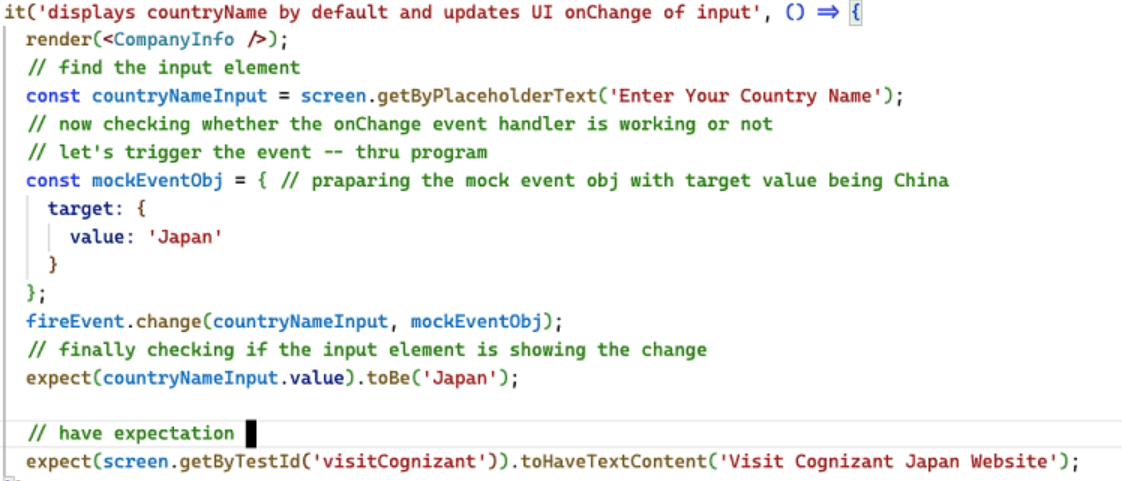 it('displays countryName by default and updates UI onChange of input', () => {
render(<CompanyInfo />);
// find the input element
const countryNameInput = screen.getByPlaceholderText('Enter Your Country Name');
// now checking whether the onChange event handler is working or not
// let's trigger the event -- thru program
const mockEventObj = { // praparing the mock event obj with target value being China
target: {
value: 'Japan'
}
};
fireEvent.change(countryNameInput, mockEventObj);
// finally checking if the input element is showing the change
expect(countryNameInput.value).toBe('Japan');
// have expectation
expect(screen.getByTestId('visitCognizant')).toHaveTextContent('Visit Cognizant Japan Website');